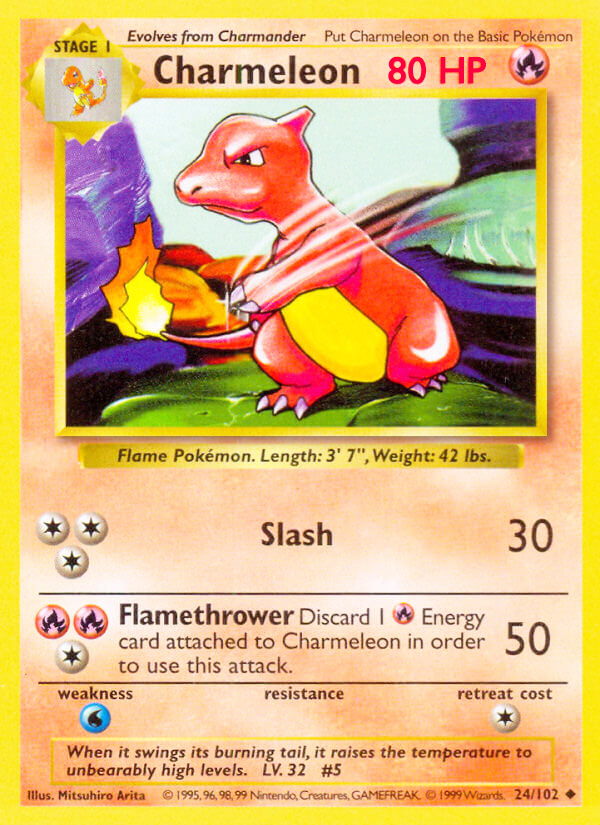 Evolves from Charmander Put Charmeleon on the Basic Pokémon
STAGE 1
Charmeleon 80 HP
Flame Pokémon. Length: 3' 7", Weight: 42 lbs.
Slash 30
Flamethrower Discard 1 Energy
card attached to Charmeleon in order
to use this attack.
50
weakness resistance retreat cost
When it swings its burning tail, it raises the temperature to
unbearably high levels. LV. 32 #5
Illus. Mitsuhiro Arita © 1995, 96, 98, 99 Nintendo, Creatures, GAMEFREAK. © 1999 Wizards. 24/102